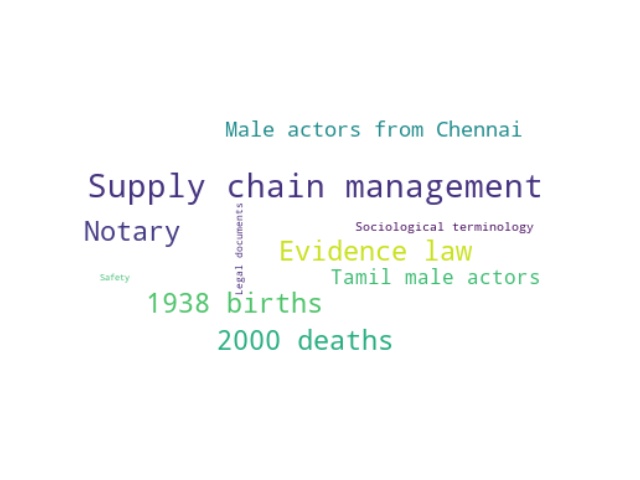 Male actors from Chennai
Supply chain management
Legal documents
Notary
Sociological terminology
Evidence law
Safety
Tamil male actors
1938 births
2000 deaths